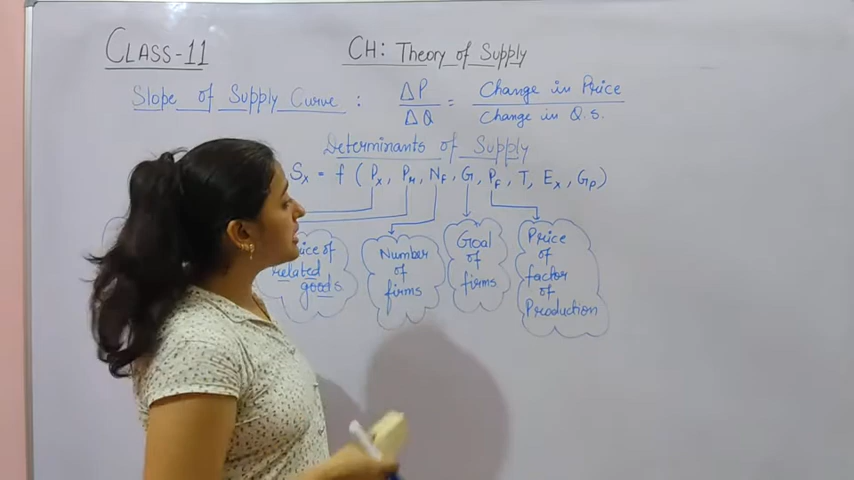 CLASS-11
CH: Theory of Supply
Slope of Supply Curve : ΔP/ΔQ = Change in Price/Change in Q.S.
Determinants of Supply
Sx = f (Px, PR, NF, G, PF, T, Ex, GP)
of
related
goods
Number
of
firms
Goal
of
firms
Price
of
factor
of
Production